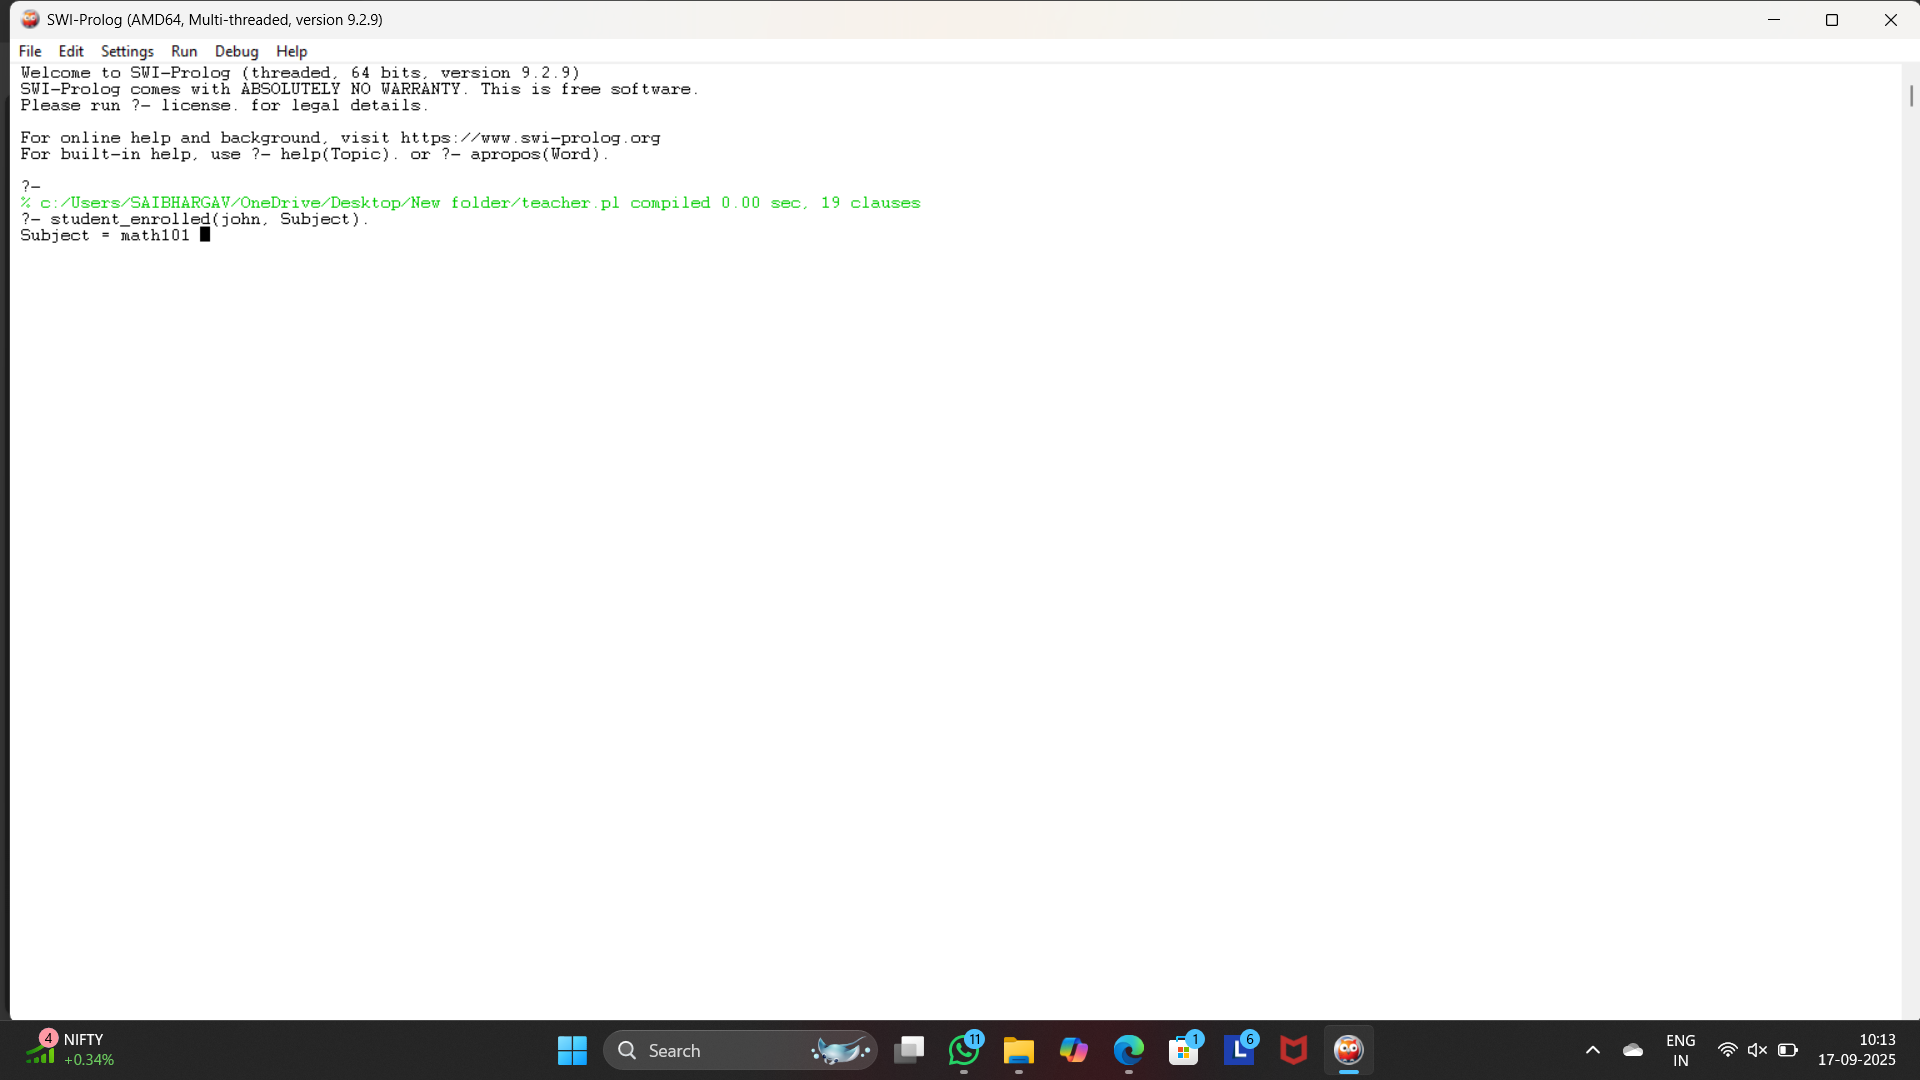 SWI-Prolog (AMD64, Multi-threaded, version 9.2.9)
File Edit Settings Run Debug Help
Welcome to SWI-Prolog (threaded, 64 bits, version 9.2.9)
SWI-Prolog comes with ABSOLUTELY NO WARRANTY. This is free software.
Please run ?- license. for legal details.
For online help and background, visit https://www.swi-prolog.org
For built-in help, use ?- help(Topic). or ?- apropos(Word).
?-
% c:/Users/SAIBHARGAV/OneDrive/Desktop/New folder/teacher.pl compiled 0.00 sec, 19 clauses
?- student_enrolled(john, Subject).
Subject = math101
4 NIFTY
+0.34%
Search
11
1
L 6
ENG
IN
10:13
17-09-2025